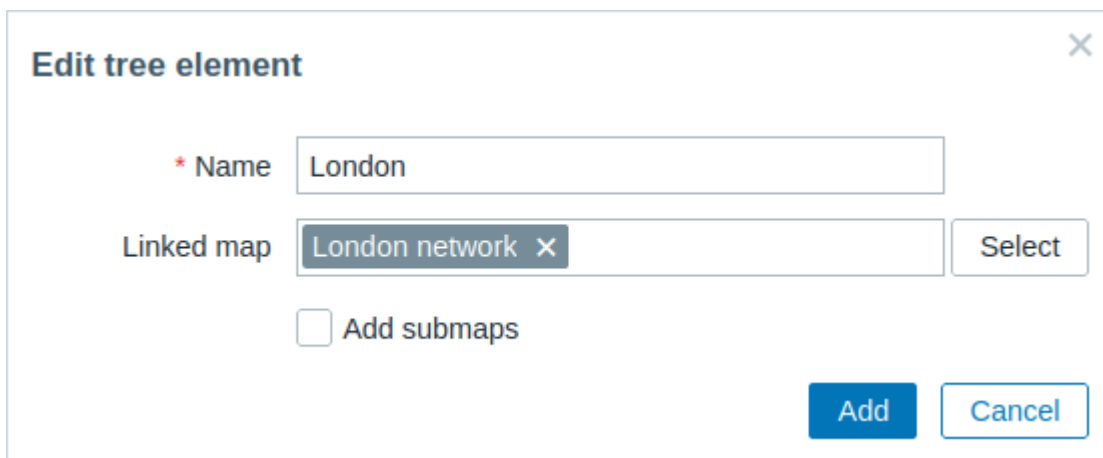 Edit tree element
* Name London
Linked map London network × Select
Add submaps
Add Cancel